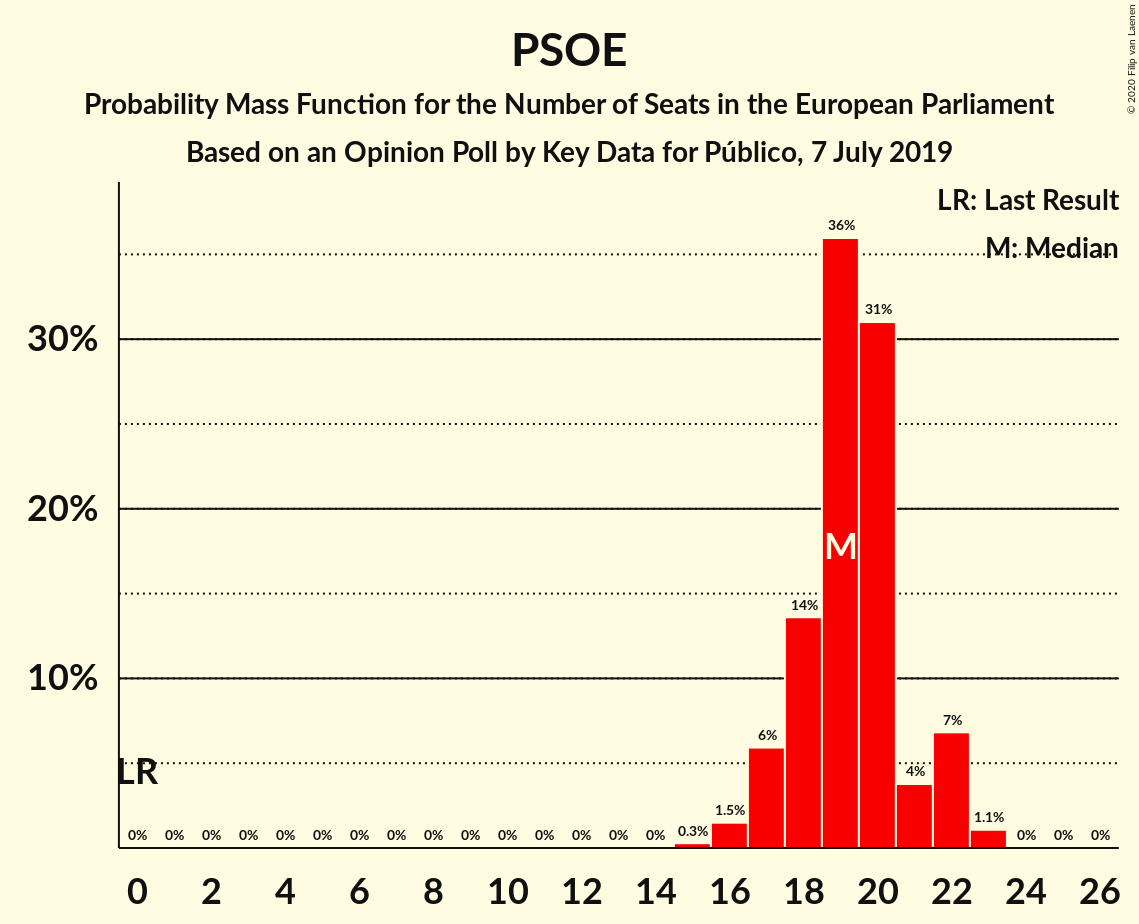 PSOE
Probability Mass Function for the Number of Seats in the European Parliament
Based on an Opinion Poll by Key Data for Público, 7 July 2019
© 2020 Filip van Laenen
LR: Last Result
M: Median
30%
20%
10%
LR
M
0% 0% 0% 0% 0% 0% 0% 0% 0% 0% 0% 0% 0% 0% 0% 0.3% 1.5% 6% 14% 36% 31% 4% 7% 1.1% 0% 0% 0%
0 2 4 6 8 10 12 14 16 18 20 22 24 26